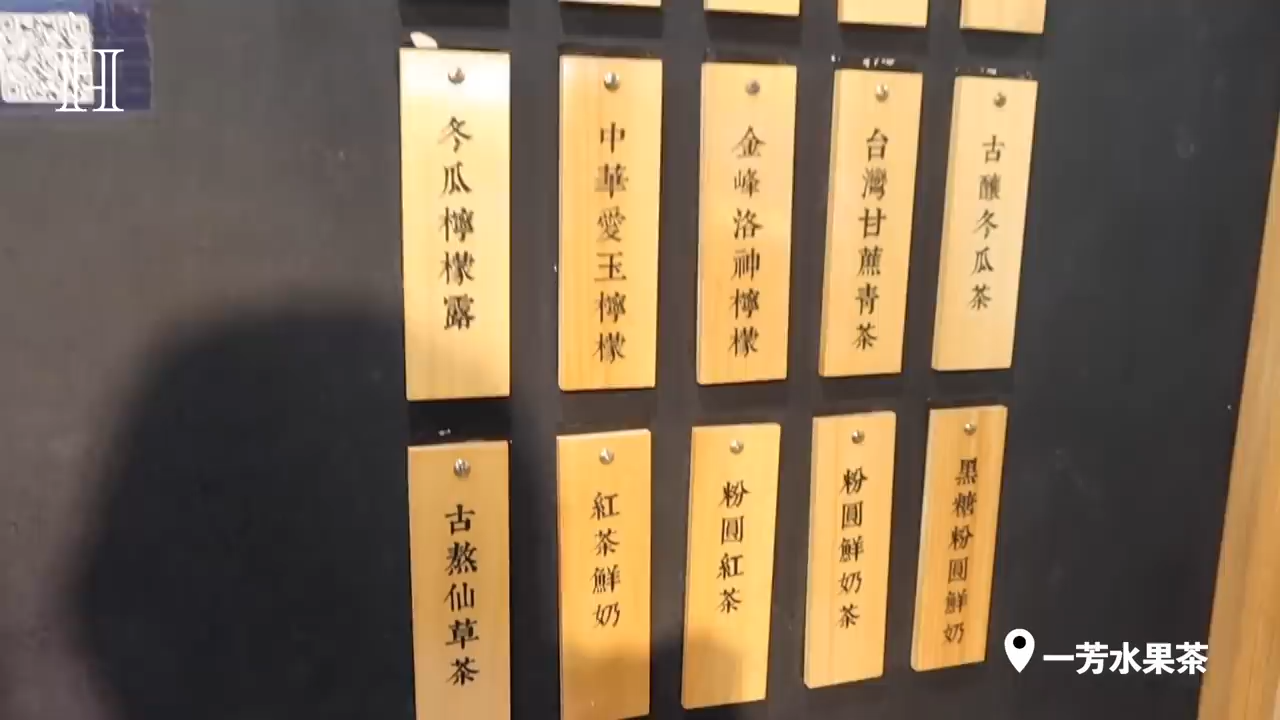 冬瓜檸檬露
中華愛玉檸檬
金峰洛神檸檬
台灣甘蔗青茶
古釀冬瓜茶
古熬仙草茶
紅茶鮮奶
粉圓紅茶
粉圓鮮奶茶
黑糖粉圓鮮奶
一芳水果茶
H